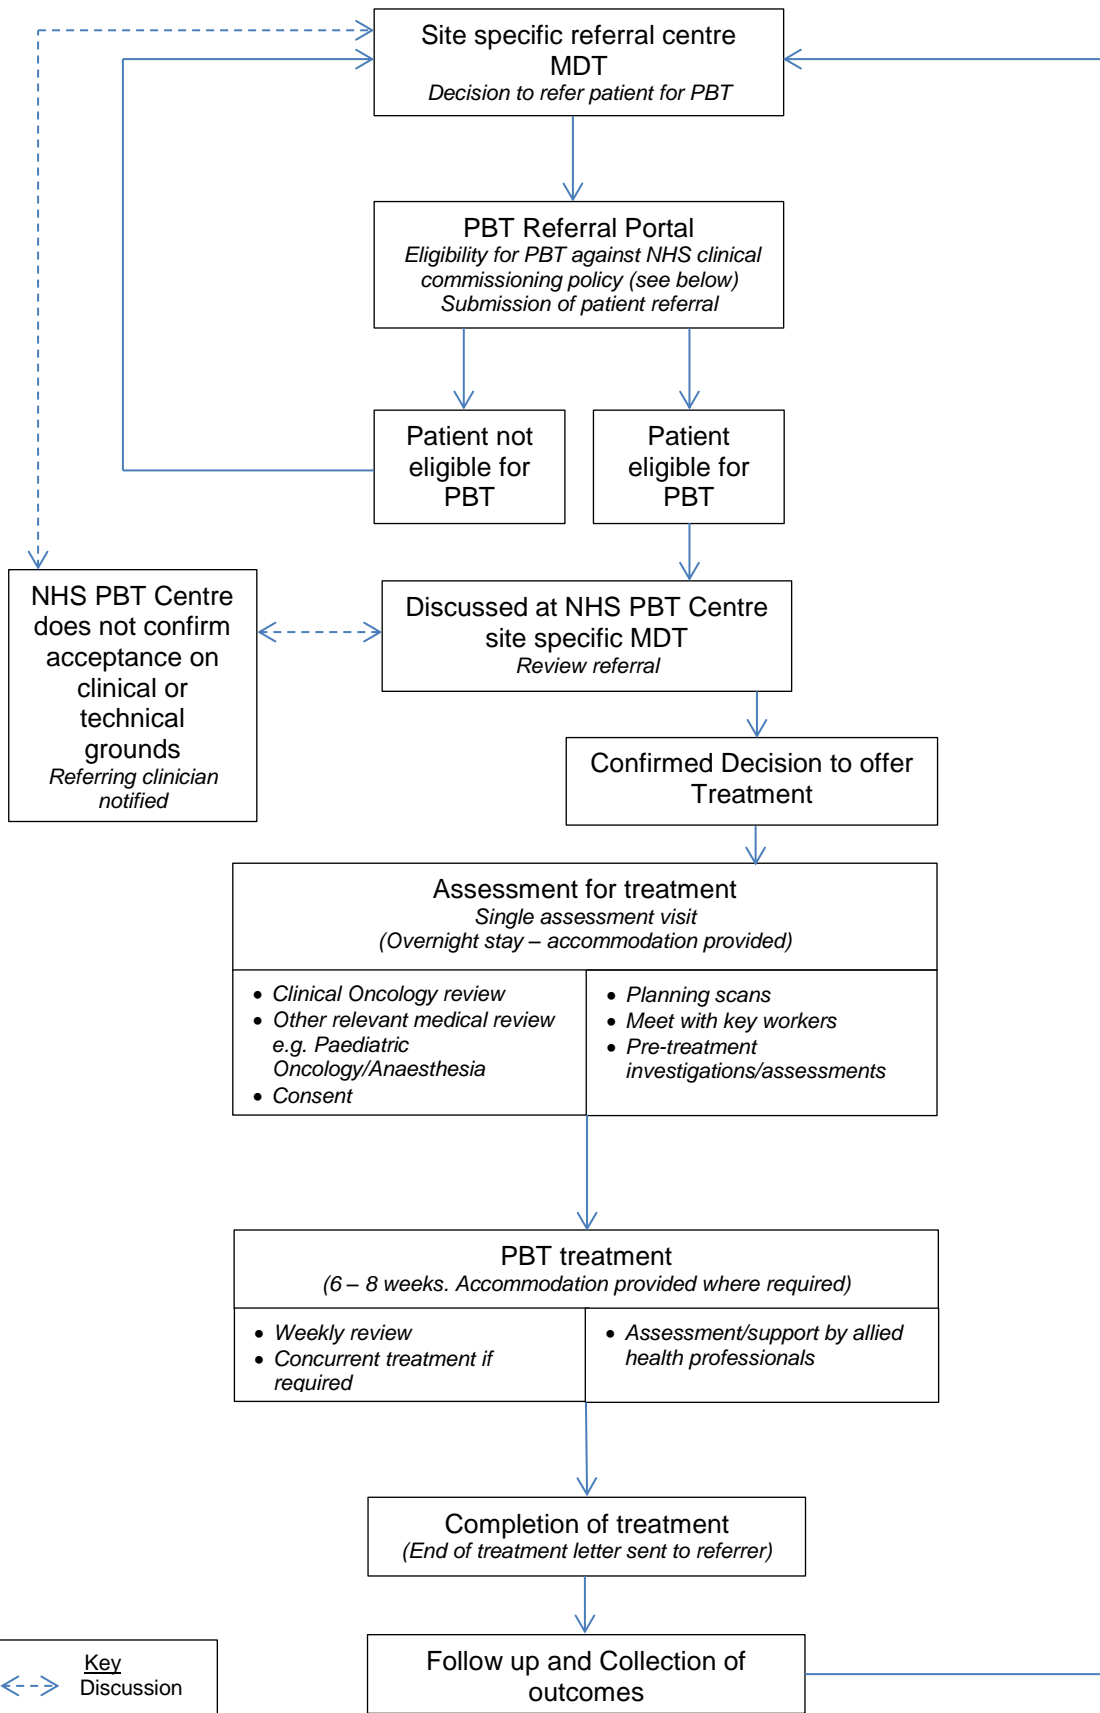 Site specific referral centre
MDT
Decision to refer patient for PBT
PBT Referral Portal
Eligibility for PBT against NHS clinical
commissioning policy (see below)
Submission of patient referral
Patient not
eligible for
PBT
Patient
eligible for
PBT
NHS PBT Centre
does not confirm
acceptance on
clinical or
technical
grounds
Referring clinician
notified
Discussed at NHS PBT Centre
site specific MDT
Review referral
Confirmed Decision to offer
Treatment
Assessment for treatment
Single assessment visit
(Overnight stay – accommodation provided)
• Clinical Oncology review
• Other relevant medical review
e.g. Paediatric
Oncology/Anaesthesia
• Consent
• Planning scans
• Meet with key workers
• Pre-treatment
investigations/assessments
PBT treatment
(6 – 8 weeks. Accommodation provided where required)
• Weekly review
• Concurrent treatment if
required
• Assessment/support by allied
health professionals
Completion of treatment
(End of treatment letter sent to referrer)
Follow up and Collection of
outcomes
Key
Discussion